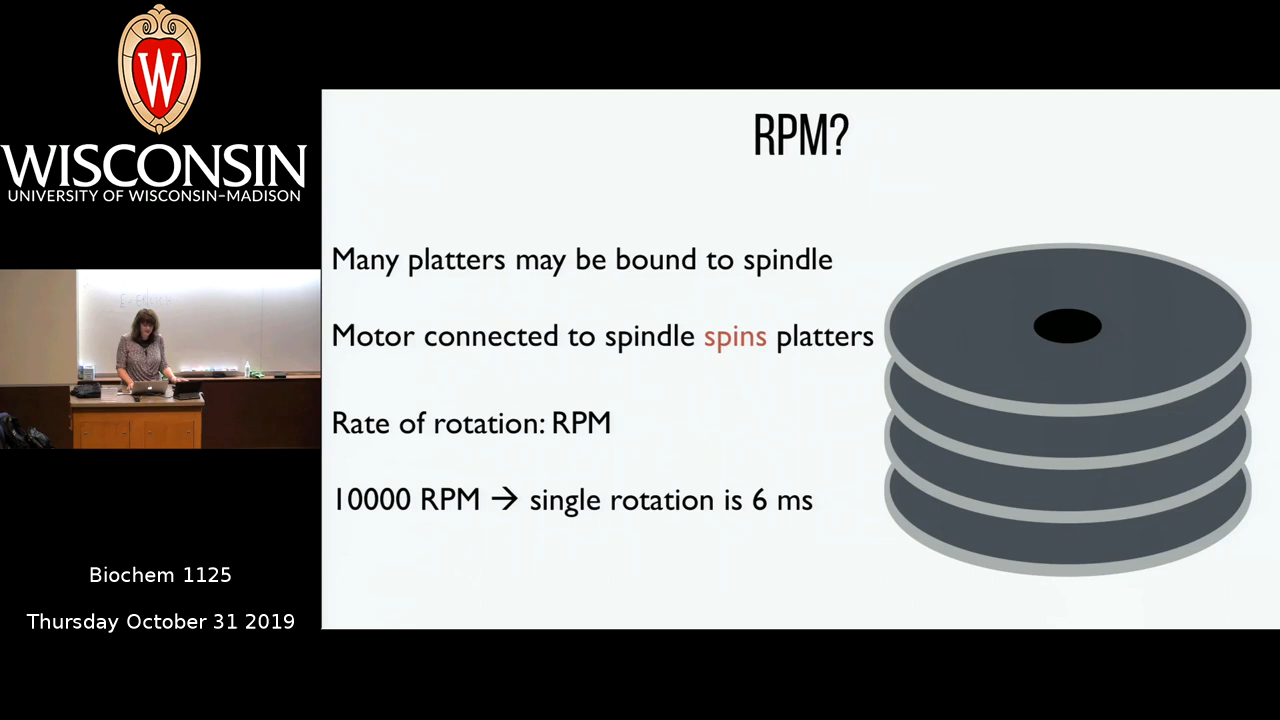 W
WISCONSIN
UNIVERSITY OF WISCONSIN–MADISON
Biochem 1125
Thursday October 31 2019
RPM?
Many platters may be bound to spindle
Motor connected to spindle spins platters
Rate of rotation: RPM
10000 RPM → single rotation is 6 ms